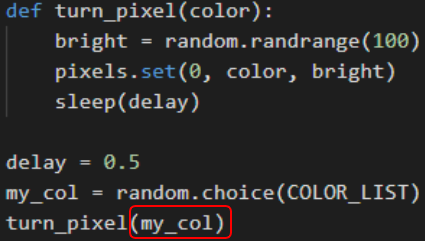 def turn_pixel(color):
    bright = random.randrange(100)
    pixels.set(0, color, bright)
    sleep(delay)

delay = 0.5
my_col = random.choice(COLOR_LIST)
turn_pixel(my_col)